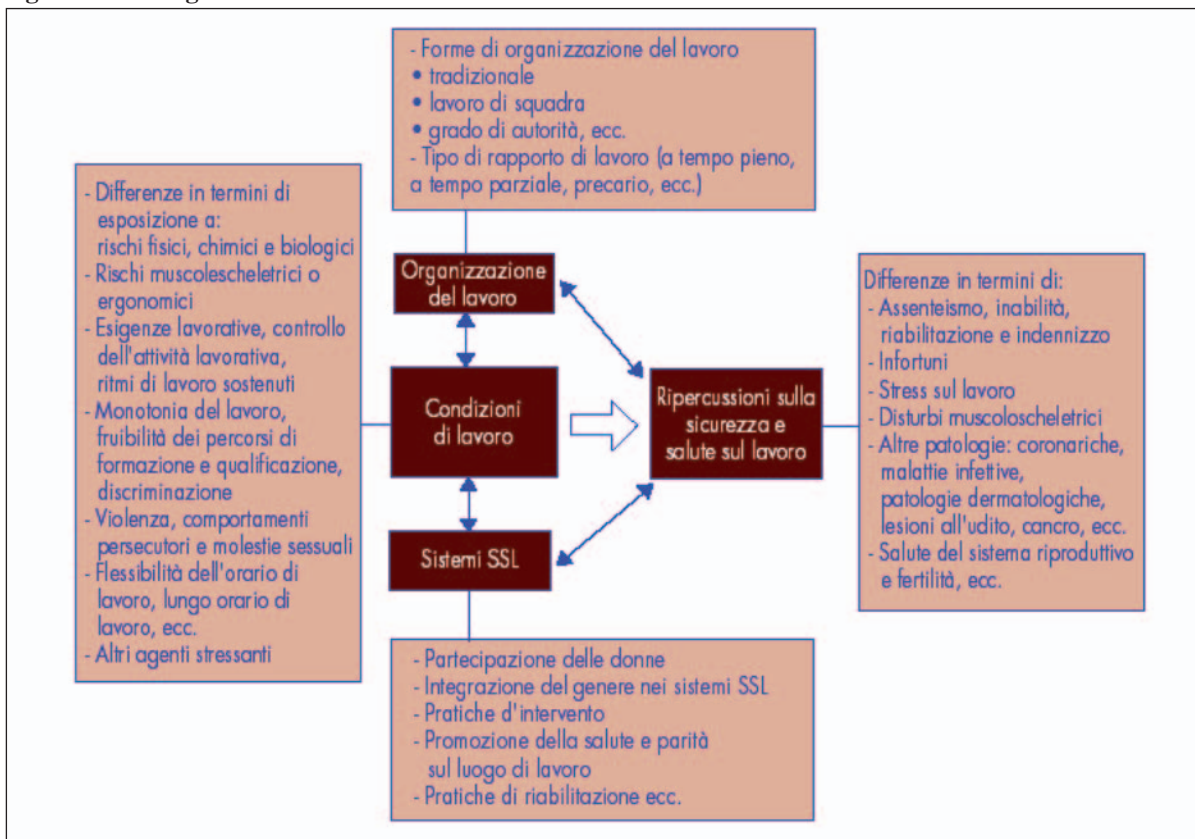 - Forme di organizzazione del lavoro
• tradizionale
• lavoro di squadra
• grado di autorità, ecc.
- Tipo di rapporto di lavoro (a tempo pieno,
a tempo parziale, precario, ecc.)
- Differenze in termini di
esposizione a:
rischi fisici, chimici e biologici
- Rischi muscoloescheletrici o
ergonomici
- Esigenze lavorative, controllo
dell'attività lavorativa,
ritmi di lavoro sostenuti
- Monotonia del lavoro,
fruibilità dei percorsi di
formazione e qualificazione,
discriminazione
- Violenza, comportamenti
persecutori e molestie sessuali
- Flessibilità dell'orario di
lavoro, lungo orario di
lavoro, ecc.
- Altri agenti stressanti
Organizzazione
del lavoro
Condizioni
di lavoro
Sistemi SSL
Ripercussioni sulla
sicurezza e
salute sul lavoro
Differenze in termini di:
- Assenteismo, inabilità,
riabilitazione e indennizzo
- Infortuni
- Stress sul lavoro
- Disturbi muscoloscheletrici
- Altre patologie: coronariche,
malattie infettive,
patologie dermatologiche,
lesioni all'udito, cancro, ecc.
- Salute del sistema riproduttivo
e fertilità, ecc.
- Partecipazione delle donne
- Integrazione del genere nei sistemi SSL
- Pratiche d'intervento
- Promozione della salute e parità
sul luogo di lavoro
- Pratiche di riabilitazione ecc.